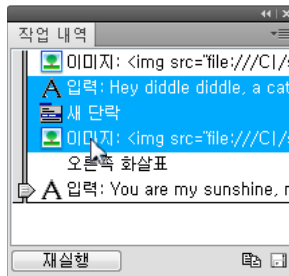 작업 내역
이미지: <img src="file:///C|/s
입력: Hey diddle diddle, a cat
새 단락
이미지: <img src="file:///C|/
오른쪽 화살표
입력: You are my sunshine, r
재실행